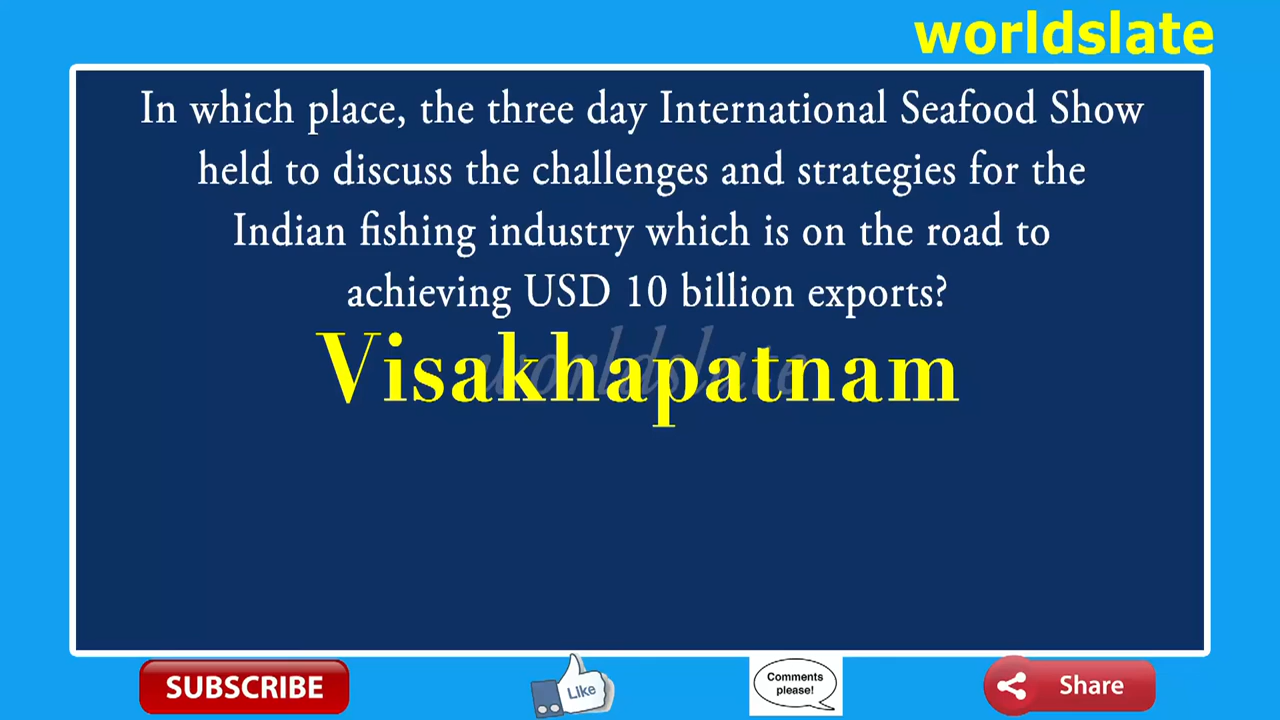 worldslate
In which place, the three day International Seafood Show
held to discuss the challenges and strategies for the
Indian fishing industry which is on the road to
achieving USD 10 billion exports?
worldslate
Visakhapatnam
SUBSCRIBE
Like
Comments
please!
Share